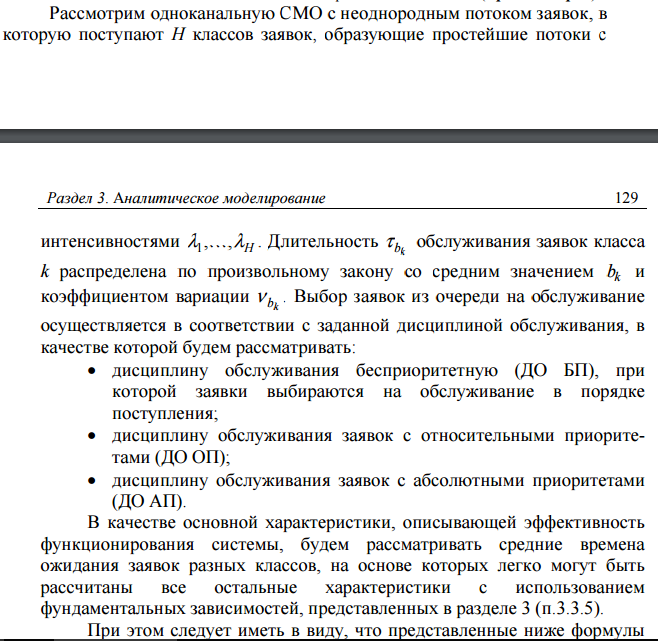 Рассмотрим одноканальную СМО с неоднородным потоком заявок, в
которую поступают H классов заявок, образующие простейшие потоки с
Раздел 3. Аналитическое моделирование 129
интенсивностями λ₁,…,λ_H . Длительность τ_{b_k} обслуживания заявок класса
k распределена по произвольному закону со средним значением b_k и
коэффициентом вариации ν_{b_k} . Выбор заявок из очереди на обслуживание
осуществляется в соответствии с заданной дисциплиной обслуживания, в
качестве которой будем рассматривать:
• дисциплину обслуживания бесприоритетную (ДО БП), при
которой заявки выбираются на обслуживание в порядке
поступления;
• дисциплину обслуживания заявок с относительными приорите-
тами (ДО ОП);
• дисциплину обслуживания заявок с абсолютными приоритетами
(ДО АП).
В качестве основной характеристики, описывающей эффективность
функционирования системы, будем рассматривать средние времена
ожидания заявок разных классов, на основе которых легко могут быть
рассчитаны все остальные характеристики с использованием
фундаментальных зависимостей, представленных в разделе 3 (п.3.3.5).
При этом следует иметь в виду, что представленные ниже формулы